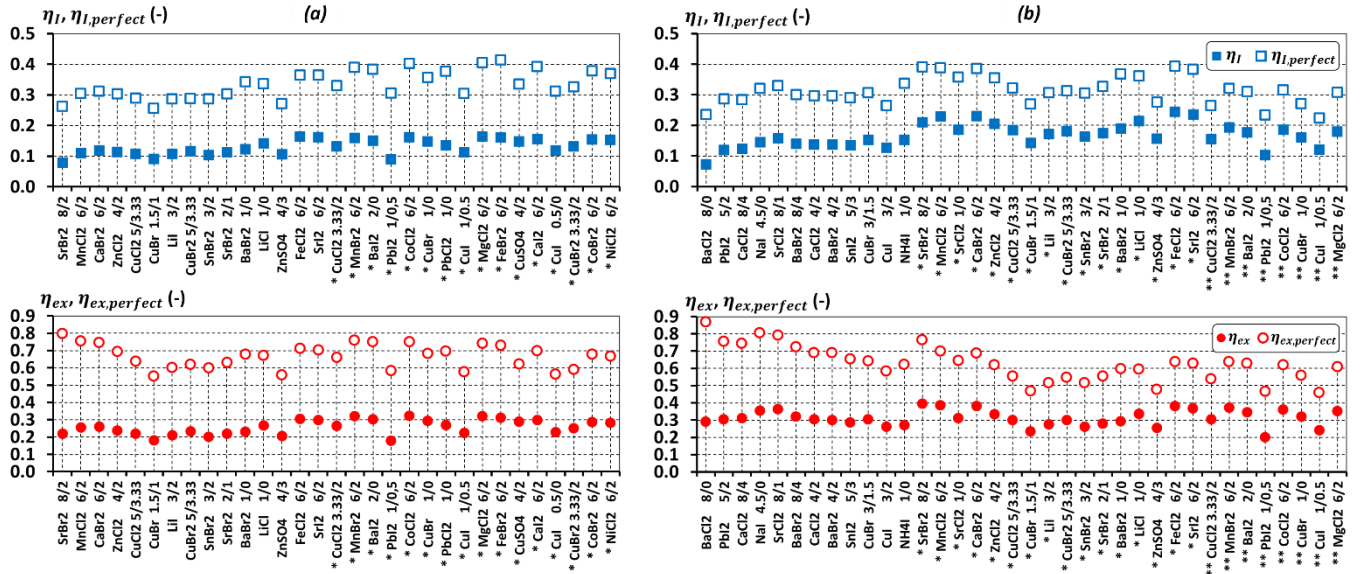 η_I, η_I,perfect (-) (a)
0.5
0.4
0.3
0.2
0.1
0.0
SrBr2 8/2
MnCl2 6/2
CaBr2 6/2
ZnCl2 4/2
CuCl2 5/3.33
CuBr 1.5/1
LiI 3/2
CuBr2 5/3.33
SnBr2 3/2
SrBr2 2/1
BaBr2 1/0
LiCl 1/0
ZnSO4 4/3
FeCl2 6/2
SrI2 6/2
* CuCl2 3.33/2
* MnBr2 6/2
* BaI2 2/0
* PbI2 1/0,5
* CoCl2 6/2
* CuBr 1/0
* PbCl2 1/0
* CuI 1/0.5
* MgCl2 6/2
* FeBr2 6/2
* CuSO4 6/2
* CaI2 6/2
* CuI 0.5/0
* CuBr2 3.33/2
* CoBr2 6/2
* NiCl2 6/2
η_I, η_I,perfect (-) (b)
0.5
0.4
0.3
0.2
0.1
0.0
η_I η_I,perfect
BaCl2 8/0
PbI2 5/2
CaCl2 8/4
NaI 4.5/0
SrCl2 8/1
BaBr2 4/2
CaCl2 4/2
BaBr2 4/2
SnI2 5/3
CuBr 3/1.5
CuI 3/2
NH4I 1/0
* SrBr2 8/2
* MnCl2 6/2
* SrCl2 1/0
* CaBr2 6/2
* ZnCl2 4/2
* CuCl2 5/3.33
* CuBr 1.5/1
* LiI 3/2
* CuBr2 5/3.33
* SnBr2 3/2
* SrBr2 2/1
* BaBr2 1/0
* LiCl 1/0
* ZnSO4 4/3
* FeCl2 6/2
* SrI2 6/2
** CuCl2 3.33/2
** MnBr2 6/2
** BaI2 2/0
** PbI2 1/0,5
** CoCl2 6/2
** CuBr 1/0
** CuI 1/0.5
** MgCl2 6/2
η_ex, η_ex,perfect (-)
0.9
0.8
0.7
0.6
0.5
0.4
0.3
0.2
0.1
0.0
SrBr2 8/2
MnCl2 6/2
CaBr2 6/2
ZnCl2 4/2
CuCl2 5/3.33
CuBr 1.5/1
LiI 3/2
CuBr2 5/3.33
SnBr2 3/2
SrBr2 2/1
BaBr2 1/0
LiCl 1/0
ZnSO4 4/3
FeCl2 6/2
SrI2 6/2
* CuCl2 3.33/2
* MnBr2 6/2
* BaI2 2/0
* PbI2 1/0,5
* CoCl2 6/2
* CuBr 1/0
* PbCl2 1/0
* CuI 1/0.5
* MgCl2 6/2
* FeBr2 6/2
* CuSO4 6/2
* CaI2 6/2
* CuI 0.5/0
* CuBr2 3.33/2
* CoBr2 6/2
* NiCl2 6/2
η_ex, η_ex,perfect (-)
0.9
0.8
0.7
0.6
0.5
0.4
0.3
0.2
0.1
0.0
η_ex η_ex,perfect
BaCl2 8/0
PbI2 5/2
CaCl2 8/4
NaI 4.5/0
SrCl2 8/1
BaBr2 4/2
CaCl2 4/2
BaBr2 4/2
SnI2 5/3
CuBr 3/1.5
CuI 3/2
NH4I 1/0
* SrBr2 8/2
* MnCl2 6/2
* SrCl2 1/0
* CaBr2 6/2
* ZnCl2 4/2
* CuCl2 5/3.33
* CuBr 1.5/1
* LiI 3/2
* CuBr2 5/3.33
* SnBr2 3/2
* SrBr2 2/1
* BaBr2 1/0
* LiCl 1/0
* ZnSO4 4/3
* FeCl2 6/2
* SrI2 6/2
** CuCl2 3.33/2
** MnBr2 6/2
** BaI2 2/0
** PbI2 1/0,5
** CoCl2 6/2
** CuBr 1/0
** CuI 1/0.5
** MgCl2 6/2